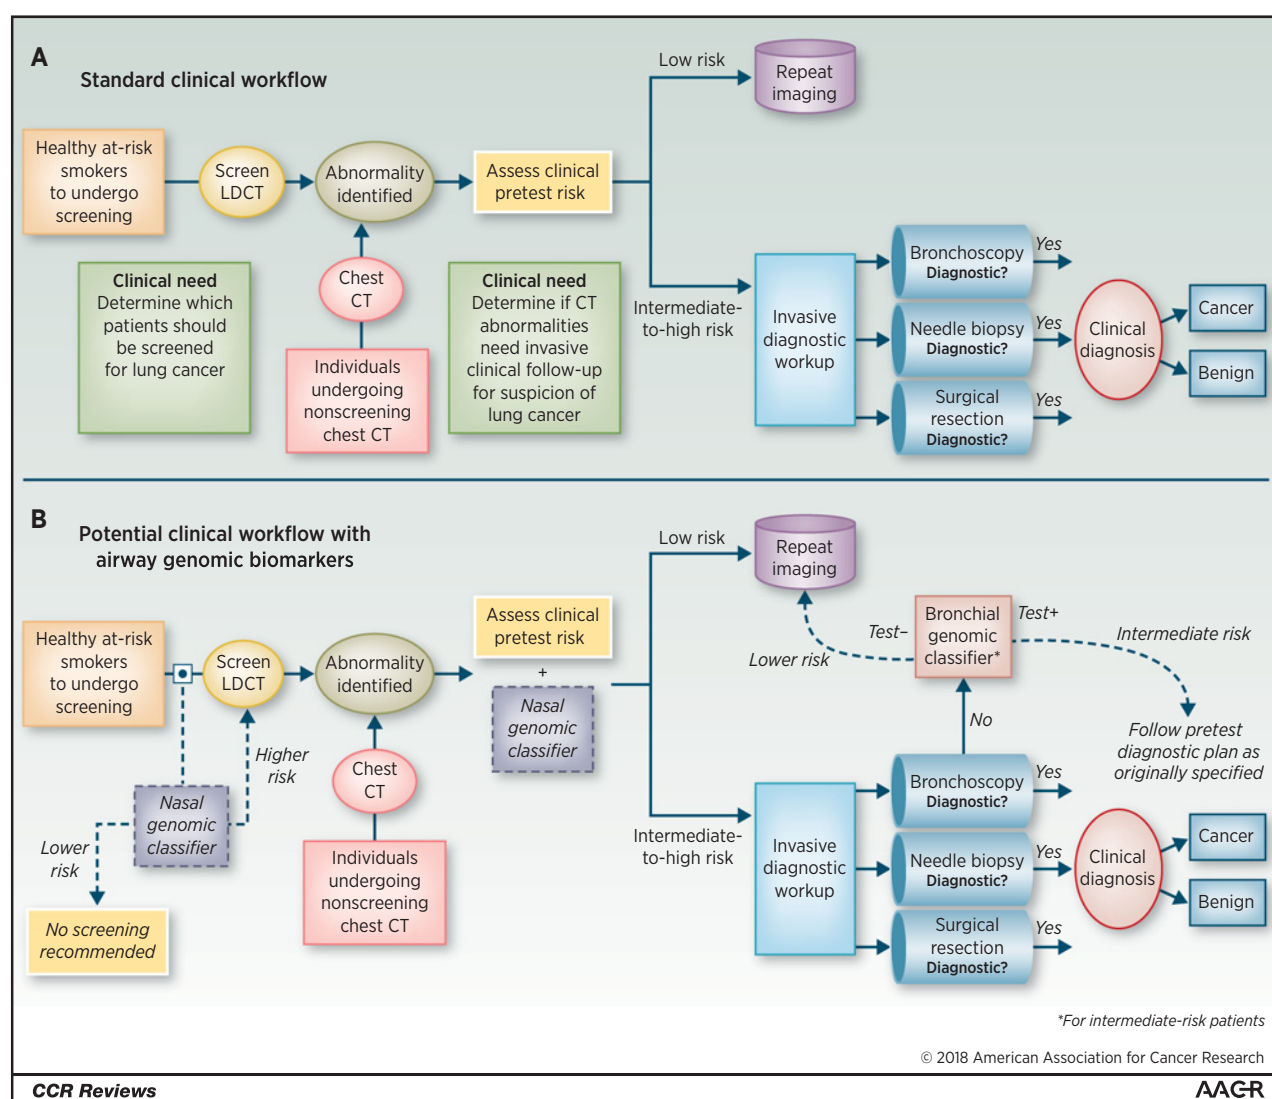 A
Standard clinical workflow
Healthy at-risk
smokers
to undergo
screening
Screen
LDCT
Abnormality
identified
Assess clinical
pretest risk
Low risk
Repeat
imaging
Clinical need
Determine which
patients should
be screened
for lung cancer
Chest
CT
Individuals
undergoing
nonscreening
chest CT
Clinical need
Determine if CT
abnormalities
need invasive
clinical follow-up
for suspicion of
lung cancer
Intermediate-
to-high risk
Invasive
diagnostic
workup
Bronchoscopy
Diagnostic?
Yes
Needle biopsy
Diagnostic?
Yes
Surgical
resection
Diagnostic?
Yes
Clinical
diagnosis
Cancer
Benign
B
Potential clinical workflow with
airway genomic biomarkers
Healthy at-risk
smokers
to undergo
screening
Screen
LDCT
Abnormality
identified
Assess clinical
pretest risk
+
Nasal
genomic
classifier
Low risk
Repeat
imaging
Higher
risk
Nasal
genomic
classifier
Lower
risk
No screening
recommended
Chest
CT
Individuals
undergoing
nonscreening
chest CT
Intermediate-
to-high risk
Invasive
diagnostic
workup
Bronchial
genomic
classifier*
Test–
Lower risk
Test+
Intermediate risk
Follow pretest
diagnostic plan as
originally specified
No
Bronchoscopy
Diagnostic?
Yes
Needle biopsy
Diagnostic?
Yes
Surgical
resection
Diagnostic?
Yes
Clinical
diagnosis
Cancer
Benign
*For intermediate-risk patients
© 2018 American Association for Cancer Research
CCR Reviews
AACR